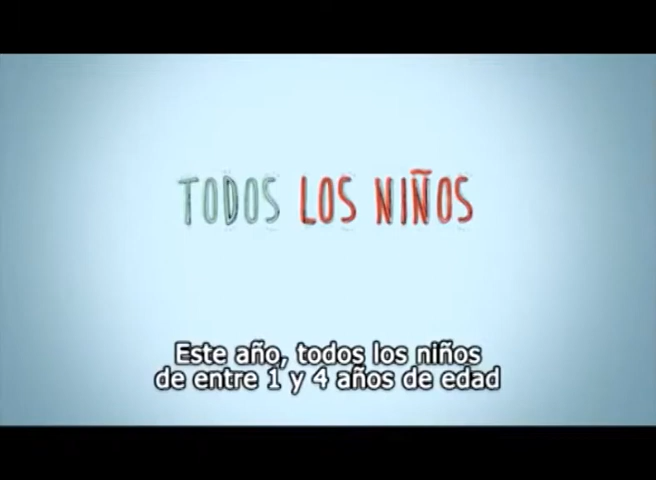 TODOS LOS NIÑOS
Este año, todos los niños
de entre 1 y 4 años de edad